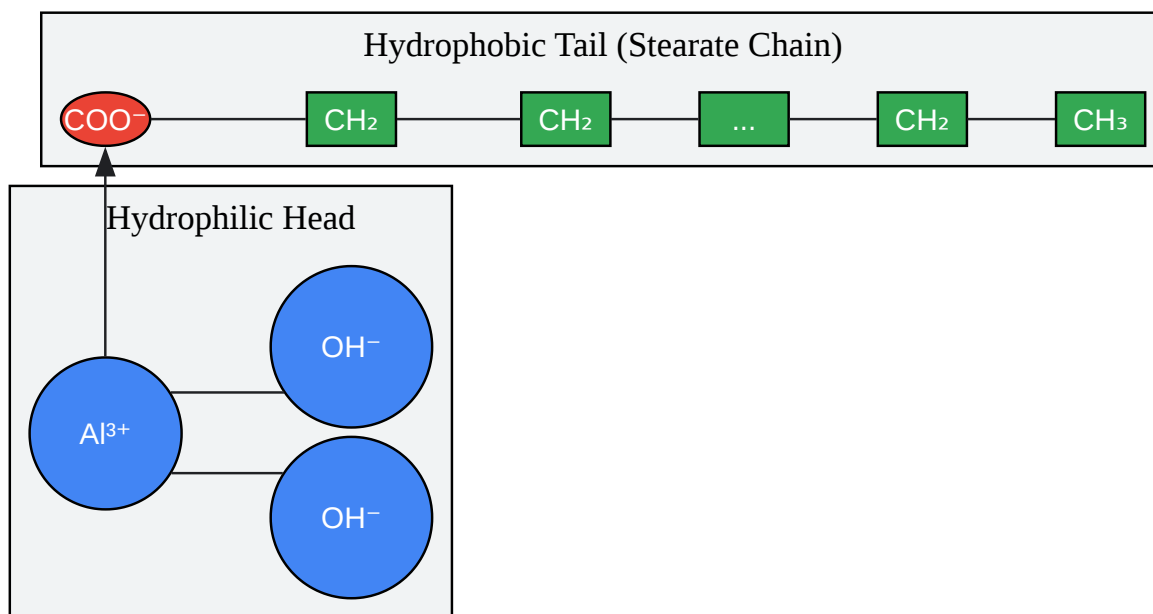 Hydrophobic Tail (Stearate Chain)
COO⁻
CH₂
CH₂
...
CH₂
CH₃
Hydrophilic Head
OH⁻
Al³⁺
OH⁻